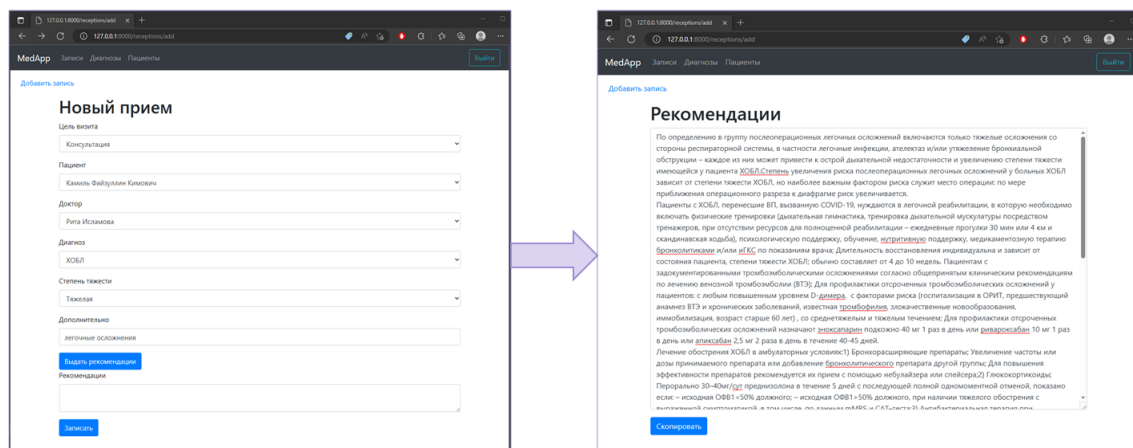 127.0.0.1:8000/receptions/add
127.0.0.1:8000/receptions/add
MedApp Записи Диагнозы Пациенты Выйти
Добавить запись
Новый прием
Цель визита
Консультация
Пациент
Камиль Файзуллин Кимович
Доктор
Рита Исламова
Диагноз
ХОБЛ
Степень тяжести
Тяжелая
Дополнительно
легочные осложнения
Выдать рекомендации
Рекомендации
Записать
127.0.0.1:8000/receptions/add
127.0.0.1:8000/receptions/add
MedApp Записи Диагнозы Пациенты Выйти
Добавить запись
Рекомендации
По определению в группу послеоперационных легочных осложнений включаются только тяжелые осложнения со
стороны респираторной системы, в частности легочные инфекции, ателектаз и/или утяжеление бронхиальной
обструкции – каждое из них может привести к острой дыхательной недостаточности и увеличению степени тяжести
имеющейся у пациента ХОБЛ.Степень увеличения риска послеоперационных легочных осложнений у больных ХОБЛ
зависит от степени тяжести ХОБЛ, но наиболее важным фактором риска служит место операции: по мере
приближения операционного разреза к диафрагме риск увеличивается.
Пациенты с ХОБЛ, перенесшие ВП, вызванную COVID-19, нуждаются в легочной реабилитации, в которую необходимо
включать физические тренировки (дыхательная гимнастика, тренировка дыхательной мускулатуры посредством
тренажеров, при отсутствии ресурсов для полноценной реабилитации – ежедневные прогулки 30 мин или 4 км и
скандинавская ходьба), психологическую поддержку, обучение, нутритивную поддержку, медикаментозную терапию
бронхолитиками и/или иГКС по показаниям врача; Длительность восстановления индивидуальна и зависит от
состояния пациента, степени тяжести ХОБЛ; обычно составляет от 4 до 10 недель. Пациентам с
задокументированными тромбоэмболическими осложнениями согласно общепринятым клиническим рекомендациям
по лечению венозной тромбоэмболии (ВТЭ); Для профилактики отсроченных тромбоэмболических осложнений у
пациентов: с любым повышенным уровнем D-димера, с факторами риска (госпитализация в ОРИТ, предшествующий
анамнез ВТЭ и хронических заболеваний, известная тромбофилия, злокачественные новообразования,
иммобилизация, возраст старше 60 лет) , со среднетяжелым и тяжелым течением; Для профилактики отсроченных
тромбоэмболических осложнений назначают эноксапарин подкожно 40 мг 1 раз в день или ривароксабан 10 мг 1 раз
в день или апиксабан 2,5 мг 2 раза в день в течение 40-45 дней.
Лечение обострения ХОБЛ в амбулаторных условиях:1) Бронхорасширяющие препараты; Увеличение частоты или
дозы принимаемого препарата или добавление бронхолитического препарата другой группы; Для повышения
эффективности препаратов рекомендуется их прием с помощью небулайзера или спейсера;2) Глюкокортикоиды;
Перорально 30–40мг/сут преднизолона в течение 5 дней с последующей полной одномоментной отменой, показано
если: – исходная ОФВ1<50% должного; – исходная ОФВ1>50% должного, при наличии тяжелого обострения с
выраженной симптоматикой, в том числе, по данным mMRS и CAT–теста;3) Антибактериальная терапия при
Скопировать